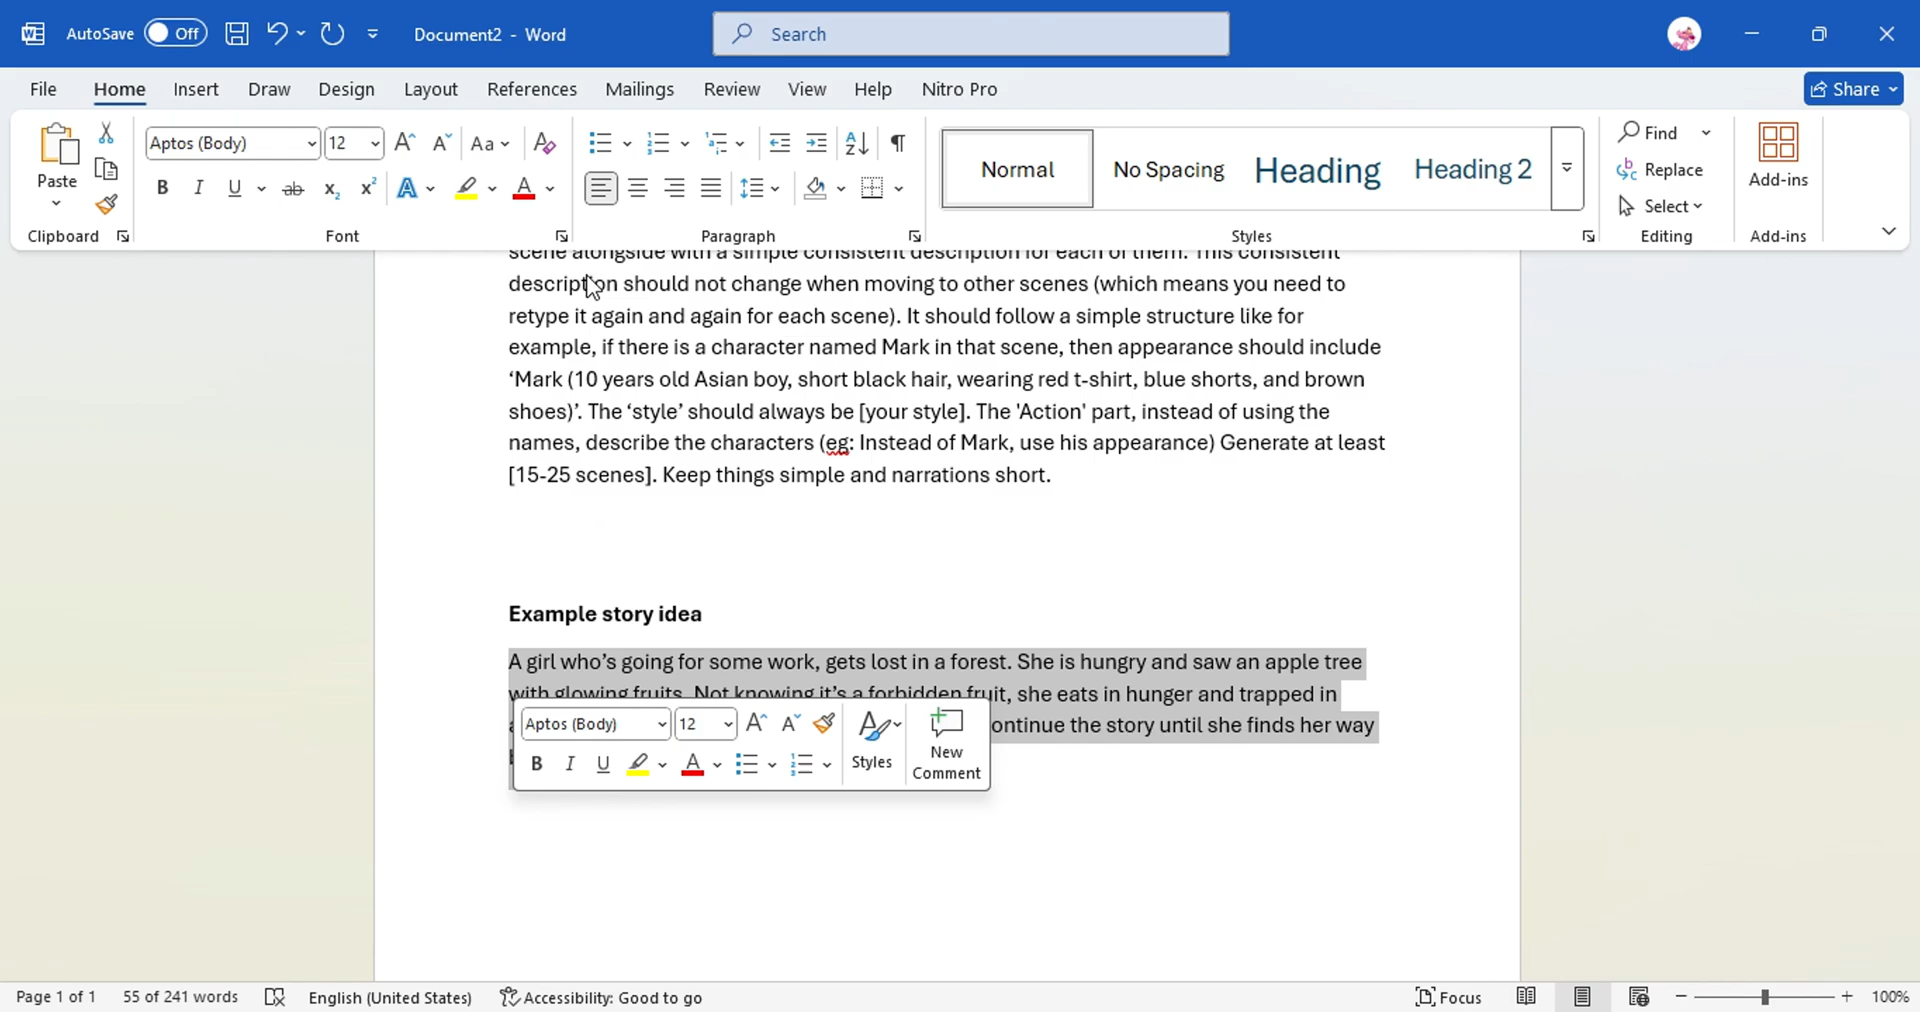 AutoSave Off Document2 - Word Search
File Home Insert Draw Design Layout References Mailings Review View Help Nitro Pro Share
Paste
Clipboard
Aptos (Body) 12 Aa
B I U ab x₂ x² A A
Font
Paragraph
Normal No Spacing Heading Heading 2
Styles
Find
Replace
Select
Editing
Add-ins
Add-ins
scene alongside with a simple consistent description for each of them. This consistent
description should not change when moving to other scenes (which means you need to
retype it again and again for each scene). It should follow a simple structure like for
example, if there is a character named Mark in that scene, then appearance should include
‘Mark (10 years old Asian boy, short black hair, wearing red t-shirt, blue shorts, and brown
shoes)’. The ‘style’ should always be [your style]. The 'Action' part, instead of using the
names, describe the characters (eg: Instead of Mark, use his appearance) Generate at least
[15-25 scenes]. Keep things simple and narrations short.
Example story idea
A girl who’s going for some work, gets lost in a forest. She is hungry and saw an apple tree
with glowing fruits. Not knowing it’s a forbidden fruit, she eats in hunger and trapped in
ontinue the story until she finds her way
Aptos (Body) 12
B I U A
Styles
New
Comment
Page 1 of 1 55 of 241 words English (United States) Accessibility: Good to go Focus 100%